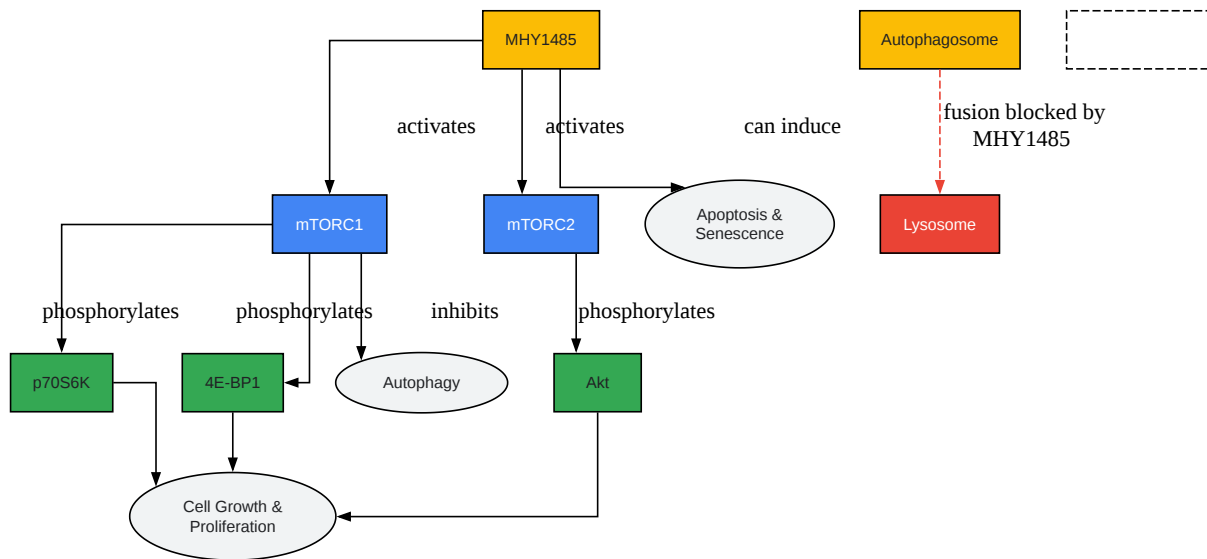 MHY1485
Autophagosome
activates
activates
can induce
fusion blocked by
MHY1485
mTORC1
mTORC2
Apoptosis &
Senescence
Lysosome
phosphorylates
phosphorylates
inhibits
phosphorylates
p70S6K
4E-BP1
Autophagy
Akt
Cell Growth &
Proliferation